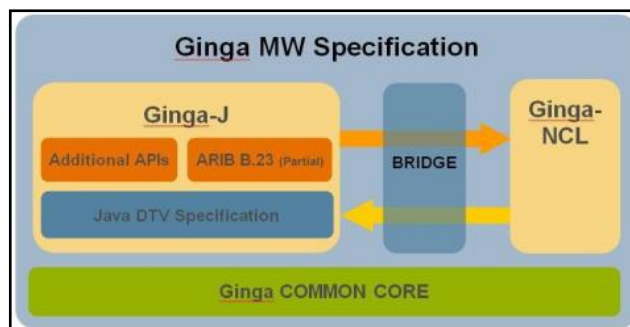 Ginga MW Specification
Ginga-J
Additional APIs
ARIB B.23 (Partial)
Java DTV Specification
BRIDGE
Ginga-
NCL
Ginga COMMON CORE